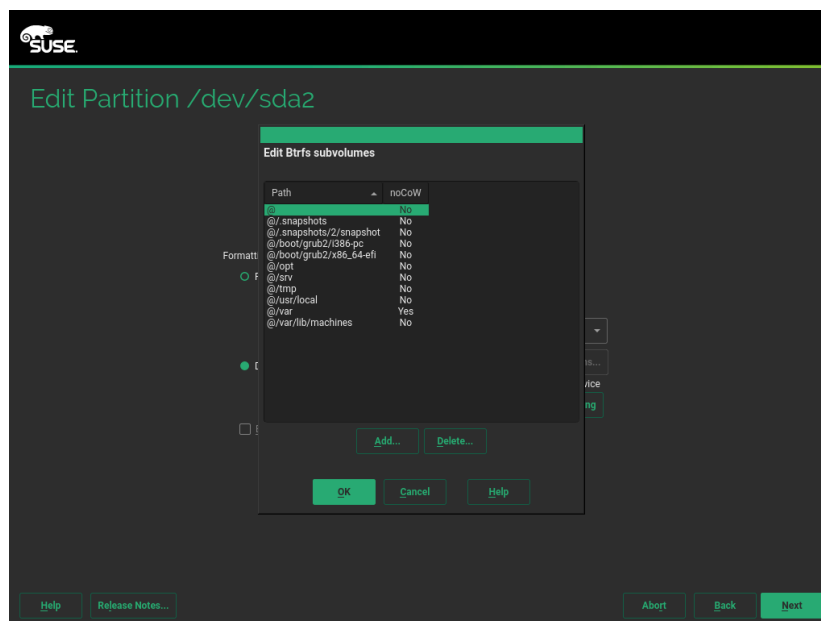 SUSE.
Edit Partition /dev/sda2
Edit Btrfs subvolumes
Path noCoW
@ No
@/.snapshots No
@/.snapshots/2/snapshot No
@/boot/grub2/i386-pc No
Formatti
@/boot/grub2/x86_64-efi No
@/opt No
@/srv No
@/tmp No
@/usr/local No
@/var Yes
@/var/lib/machines No
Add... Delete...
OK Cancel Help
Help Release Notes... Abort Back Next